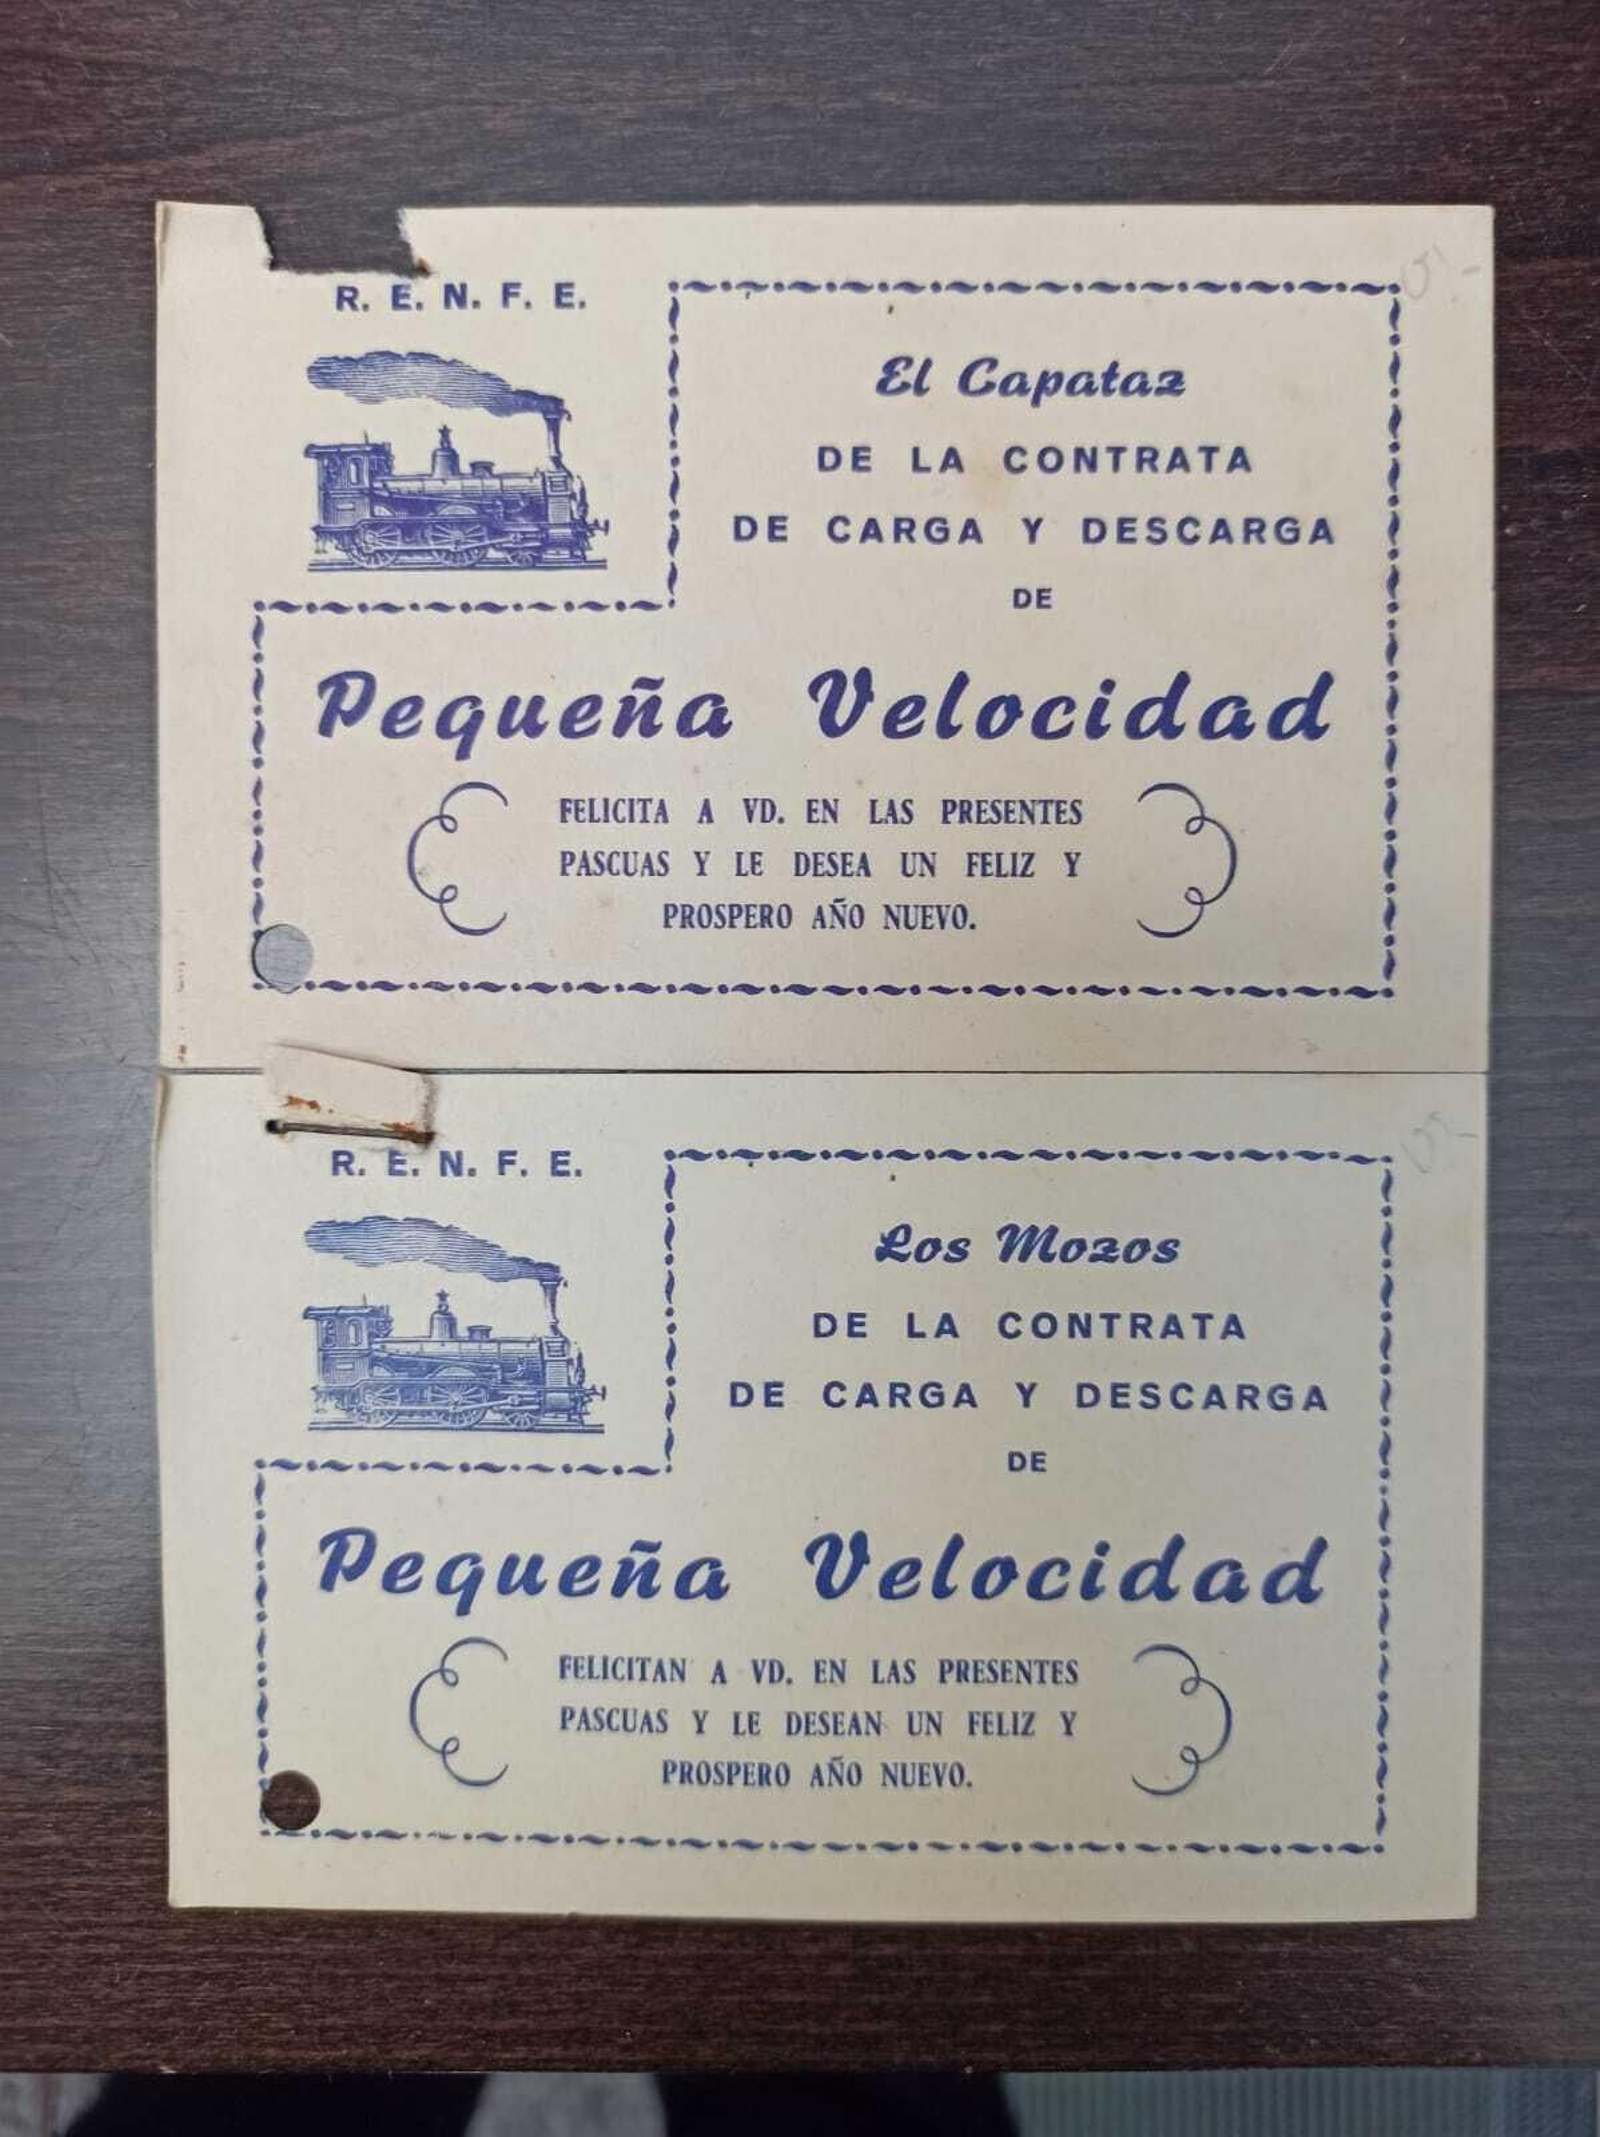 R. E. N. F. E.
El Capataz
DE LA CONTRATA
DE CARGA Y DESCARGA
DE
Pequeña Velocidad
FELICITA A VD. EN LAS PRESENTES
PASCUAS Y LE DESEA UN FELIZ Y
PROSPERO AÑO NUEVO.
R. E. N. F. E.
Los Mozos
DE LA CONTRATA
DE CARGA Y DESCARGA
DE
Pequeña Velocidad
FELICITAN A VD. EN LAS PRESENTES
PASCUAS Y LE DESEAN UN FELIZ Y
PROSPERO AÑO NUEVO.